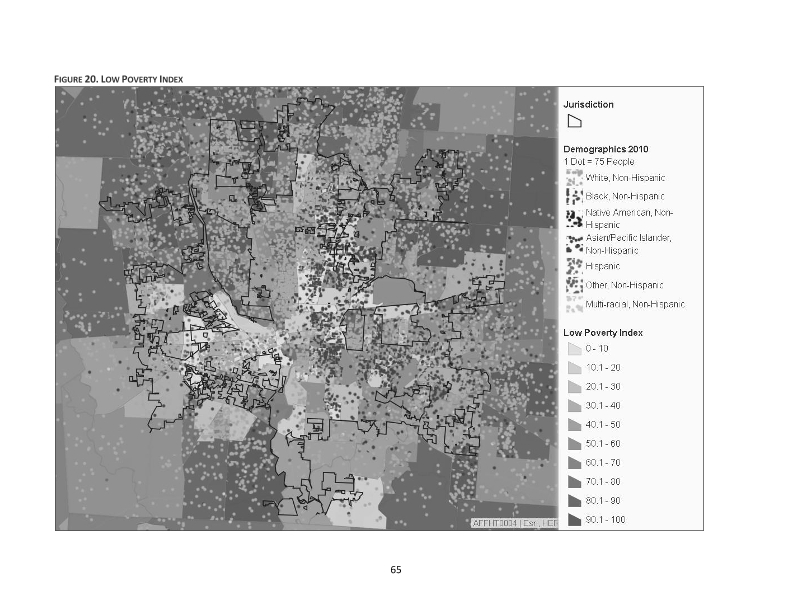 FIGURE 20. LOW POVERTY INDEX
Jurisdiction
Demographics 2010
1 Dot = 75 People
White, Non-Hispanic
Black, Non-Hispanic
Native American, Non-
Hispanic
Asian/Pacific Islander,
Non-Hispanic
Hispanic
Other, Non-Hispanic
Multi-racial, Non-Hispanic
Low Poverty Index
0 - 10
10.1 - 20
20.1 - 30
30.1 - 40
40.1 - 50
50.1 - 60
60.1 - 70
70.1 - 80
80.1 - 90
90.1 - 100
AFFHT0004 | Esri, HER
65